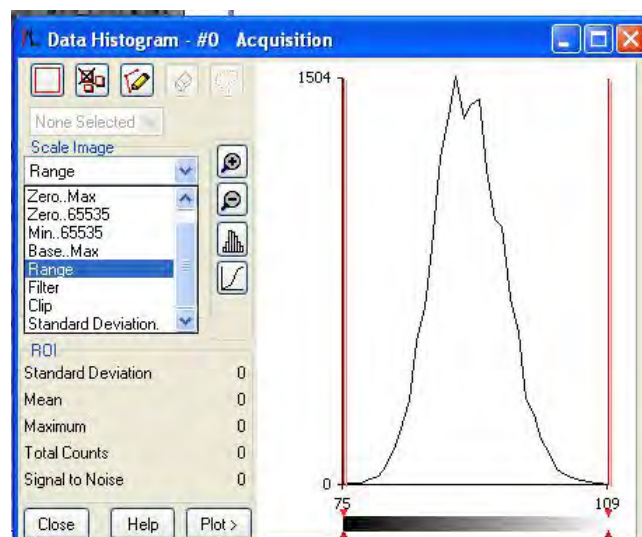 Data Histogram - #0 Acquisition
None Selected
Scale Image
Range
Zero..Max
Zero..65535
Min..65535
Base..Max
Range
Filter
Clip
Standard Deviation.
ROI
Standard Deviation 0
Mean 0
Maximum 0
Total Counts 0
Signal to Noise 0
Close Help Plot >
1504
0
75 109